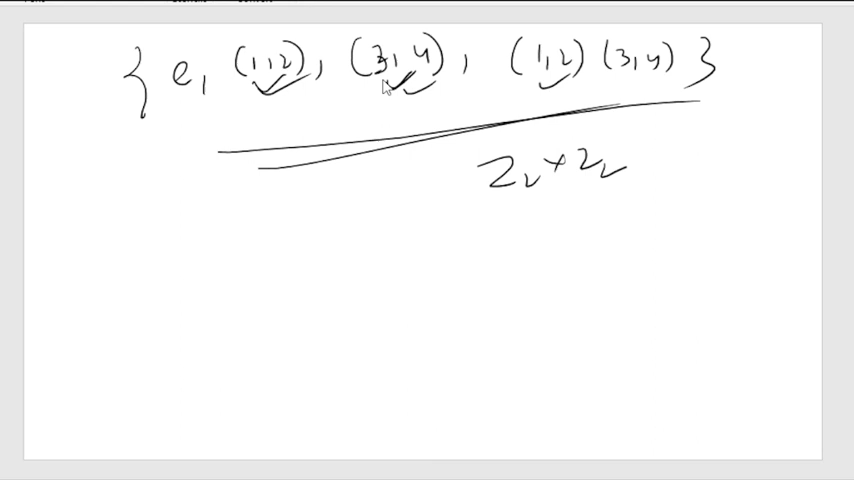 { e, (1,2), (3,4), (1,2) (3,4) }
Z₂ × Z₂